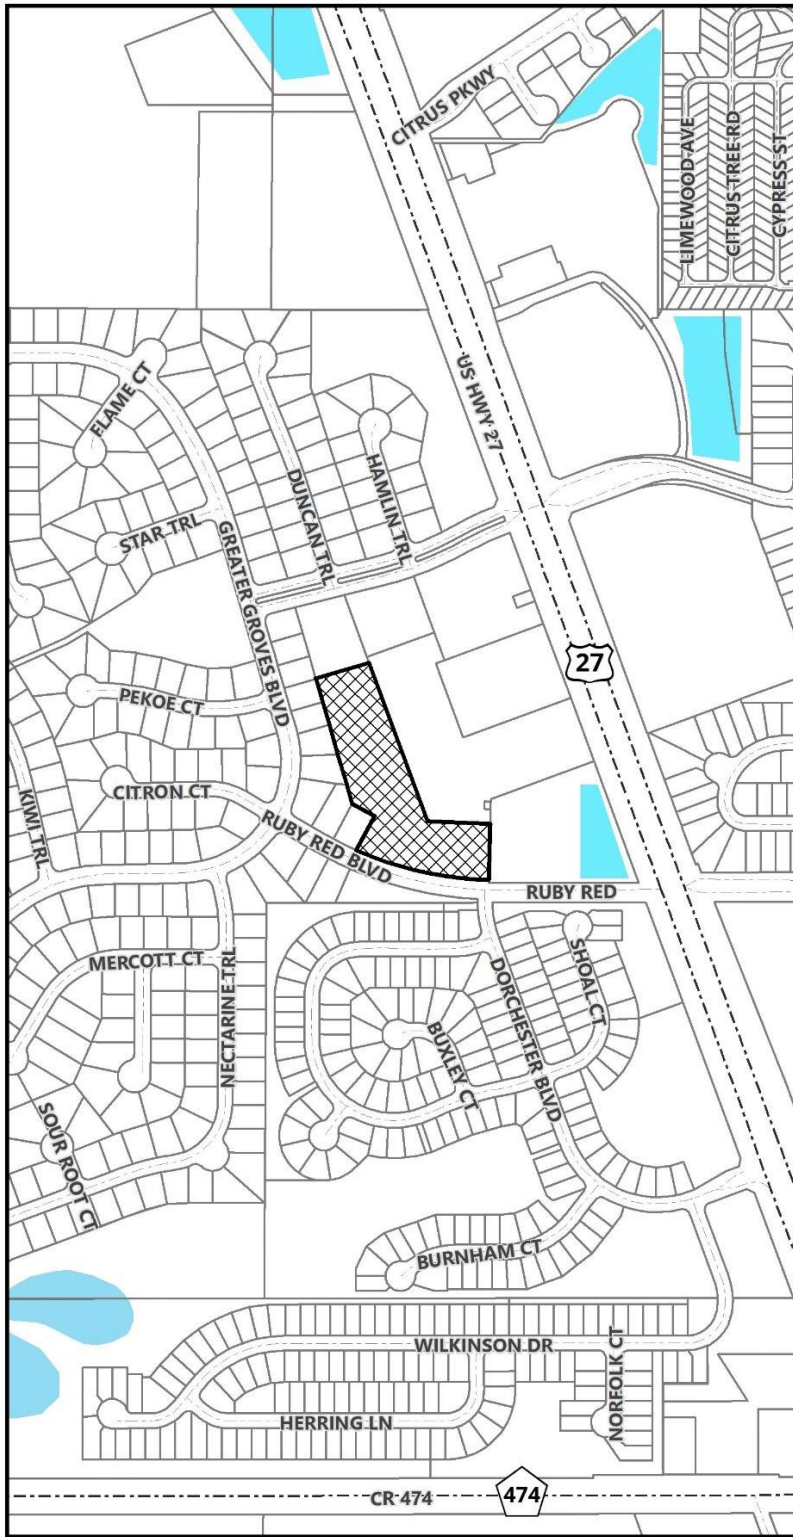 CITRUS PKWY
LIMEWOOD AVE
CITRUS TREE RD
CYPRESS ST
US HWY 27
FLAME CT
DUNCAN TRL
HAMLIN TRL
STAR TRL
GREATER GROVES BLVD
27
PEKOE CT
CITRON CT
KIWI TRL
RUBY RED BLVD
RUBY RED
MERCOTT CT
NECTARINE TRL
DORCHESTER BLVD
SHOAL CT
BUXLEY CT
SOUR ROOT CT
BURNHAM CT
WILKINSON DR
NORFOLK CT
HERRING LN
CR 474
474